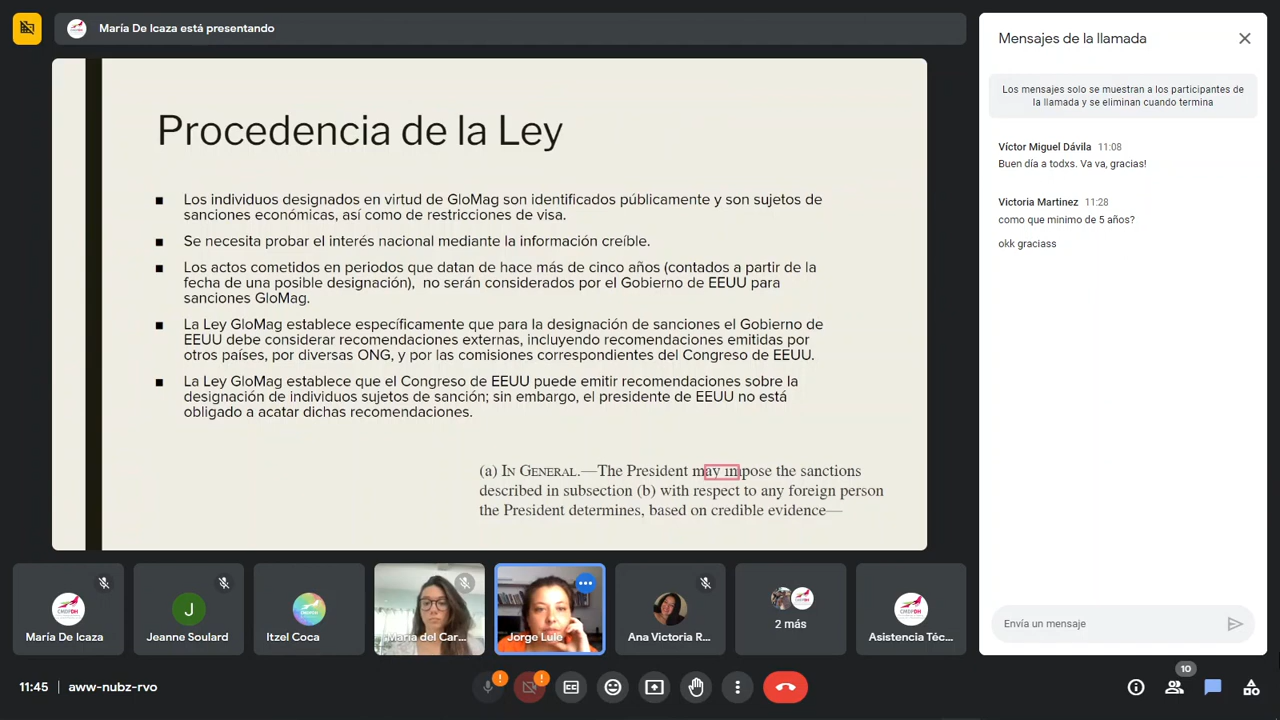 María De Icaza está presentando
Procedencia de la Ley
■ Los individuos designados en virtud de GloMag son identificados públicamente y son sujetos de
sanciones económicas, así como de restricciones de visa.
■ Se necesita probar el interés nacional mediante la información creíble.
■ Los actos cometidos en periodos que datan de hace más de cinco años (contados a partir de la
fecha de una posible designación), no serán considerados por el Gobierno de EEUU para
sanciones GloMag.
■ La Ley GloMag establece específicamente que para la designación de sanciones el Gobierno de
EEUU debe considerar recomendaciones externas, incluyendo recomendaciones emitidas por
otros países, por diversas ONG, y por las comisiones correspondientes del Congreso de EEUU.
■ La Ley GloMag establece que el Congreso de EEUU puede emitir recomendaciones sobre la
designación de individuos sujetos de sanción; sin embargo, el presidente de EEUU no está
obligado a acatar dichas recomendaciones.
(a) IN GENERAL.—The President may impose the sanctions
described in subsection (b) with respect to any foreign person
the President determines, based on credible evidence—
Mensajes de la llamada
Los mensajes solo se muestran a los participantes de
la llamada y se eliminan cuando termina
Víctor Miguel Dávila 11:08
Buen día a todxs. Va va, gracias!
Victoria Martinez 11:28
como que minimo de 5 años?
okk graciass
Envía un mensaje
CMDPDH
María De Icaza
J
Jeanne Soulard
Itzel Coca
María del Car...
Jorge Lule
Ana Victoria R...
2 más
CMDPDH
Asistencia Téc...
11:45 | aww-nubz-rvo
CC
10